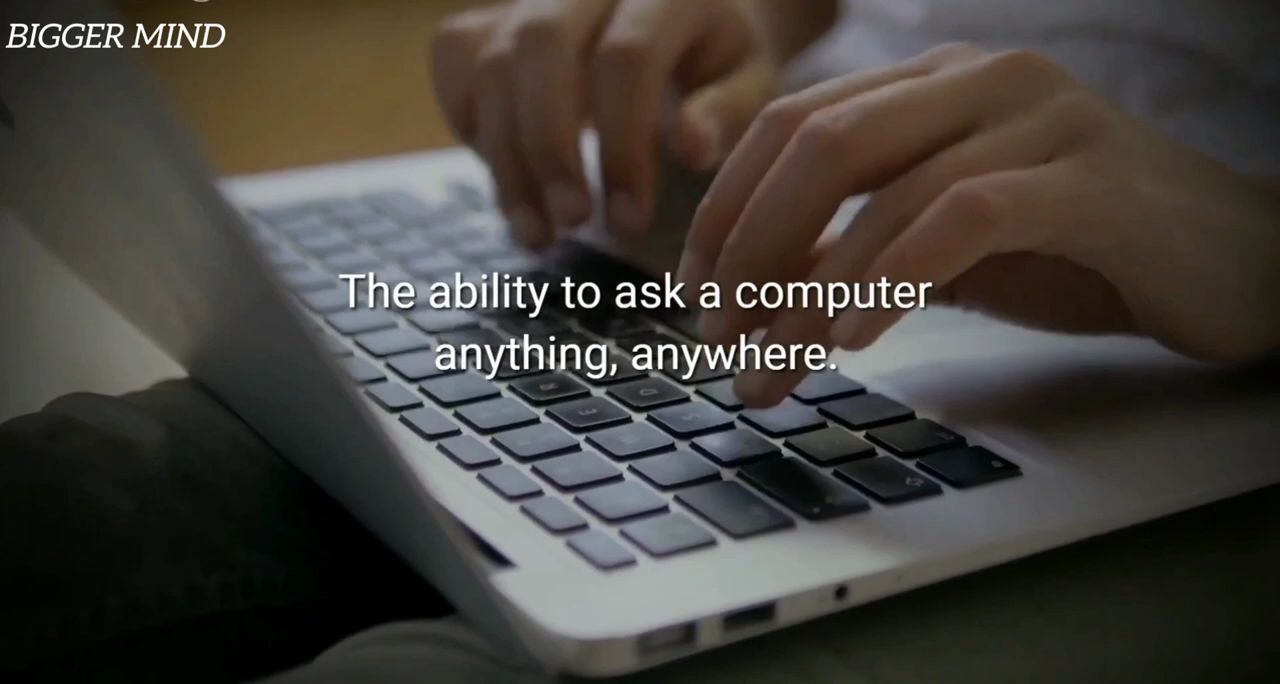 BIGGER MIND
The ability to ask a computer
anything, anywhere.